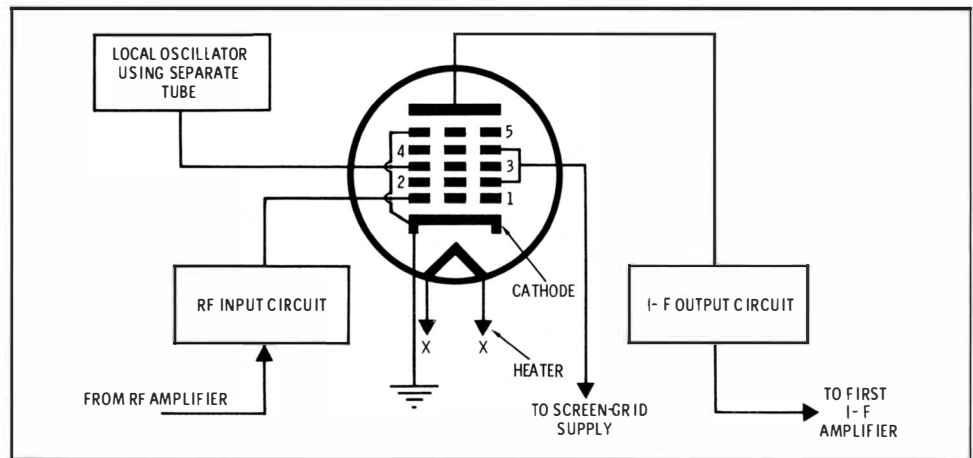 LOCAL OSCILLATOR
USING SEPARATE
TUBE
5
4
3
2
1
CATHODE
RF INPUT CIRCUIT
I-F OUTPUT CIRCUIT
X
X
HEATER
FROM RF AMPLIFIER
TO SCREEN-GRID
SUPPLY
TO FIRST
I-F
AMPLIFIER